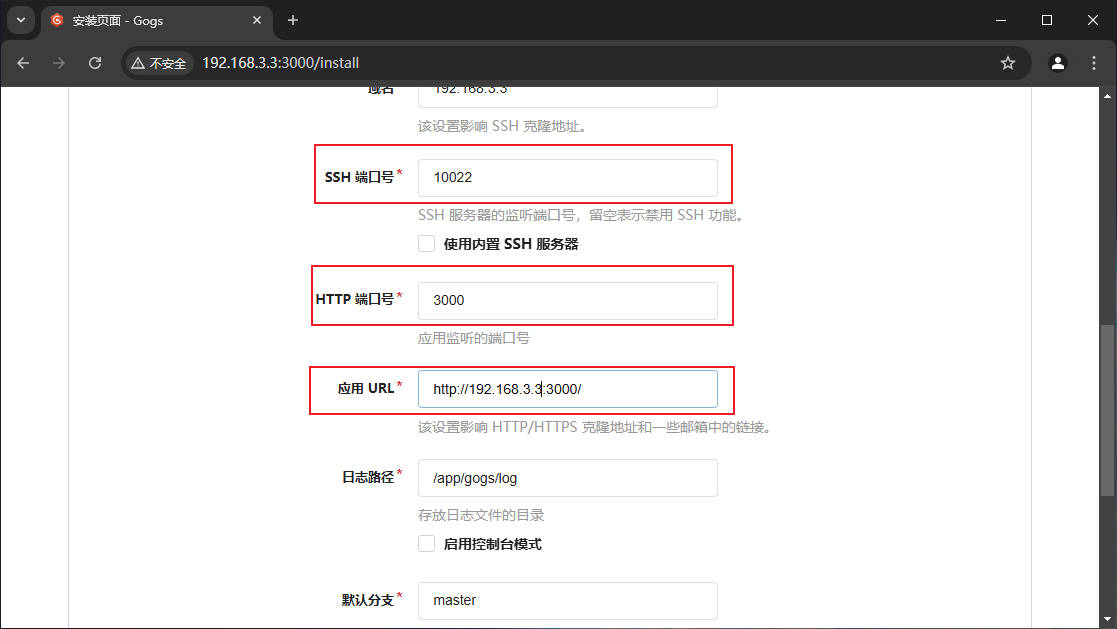 安装页面 - Gogs
不安全 192.168.3.3:3000/install
域名 192.168.3.3
该设置影响 SSH 克隆地址。
SSH 端口号* 10022
SSH 服务器的监听端口号，留空表示禁用 SSH 功能。
使用内置 SSH 服务器
HTTP 端口号* 3000
应用监听的端口号
应用 URL* http://192.168.3.3:3000/
该设置影响 HTTP/HTTPS 克隆地址和一些邮箱中的链接。
日志路径* /app/gogs/log
存放日志文件的目录
启用控制台模式
默认分支* master